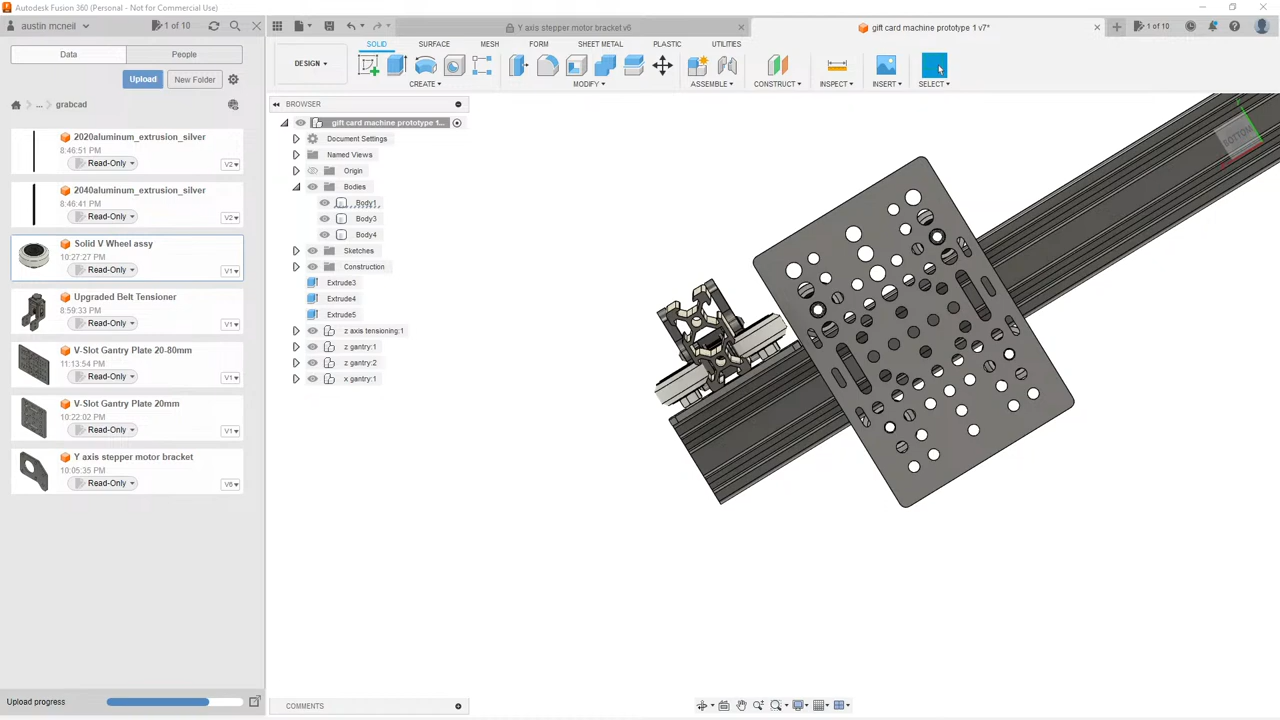 Autodesk Fusion 360 (Personal - Not for Commercial Use)
austin mcneil
1 of 10
Y axis stepper motor bracket v6
gift card machine prototype 1 v7*
1 of 10
Data
People
Upload
New Folder
... grabcad
2020aluminum_extrusion_silver
8:46:51 PM
Read-Only
V2
2040aluminum_extrusion_silver
8:46:41 PM
Read-Only
V2
Solid V Wheel assy
10:27:27 PM
Read-Only
V1
Upgraded Belt Tensioner
8:59:33 PM
Read-Only
V1
V-Slot Gantry Plate 20-80mm
11:13:54 PM
Read-Only
V1
V-Slot Gantry Plate 20mm
10:22:02 PM
Read-Only
V1
Y axis stepper motor bracket
10:05:35 PM
Read-Only
V6
Upload progress
DESIGN
SOLID
SURFACE
MESH
FORM
SHEET METAL
PLASTIC
UTILITIES
CREATE
MODIFY
ASSEMBLE
CONSTRUCT
INSPECT
INSERT
SELECT
BROWSER
gift card machine prototype 1...
Document Settings
Named Views
Origin
Bodies
Body1
Body3
Body4
Sketches
Construction
Extrude3
Extrude4
Extrude5
z axis tensioning:1
z gantry:1
z gantry:2
x gantry:1
BOTTOM
COMMENTS